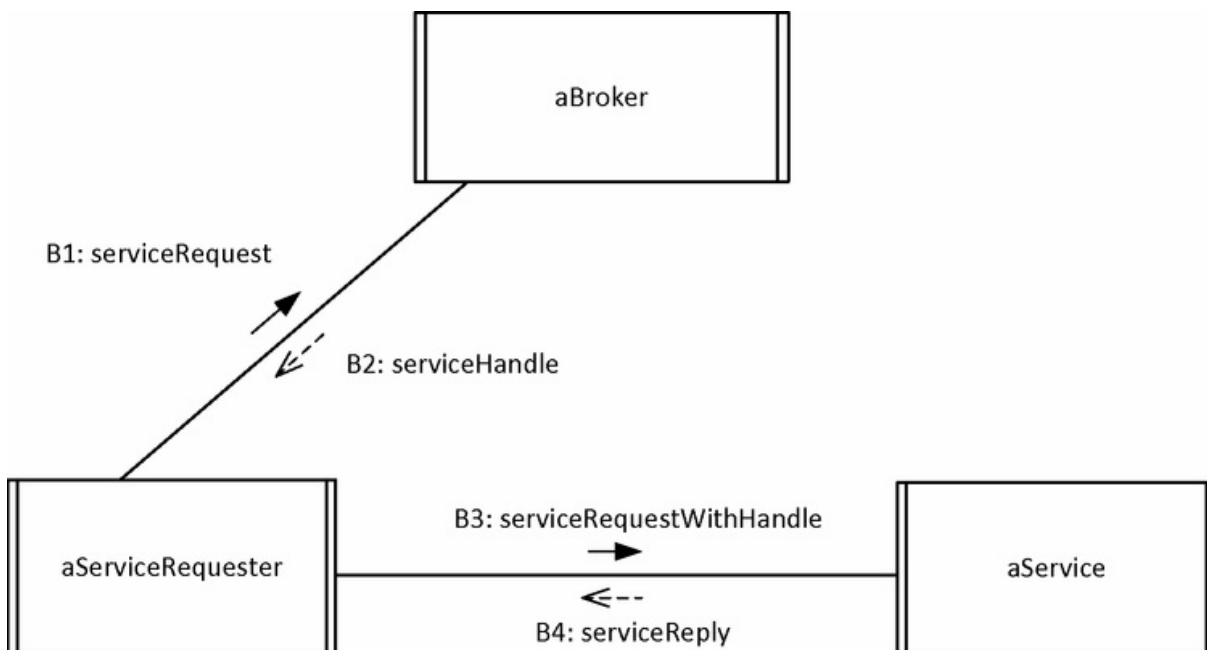 aBroker
B1: serviceRequest
B2: serviceHandle
B3: serviceRequestWithHandle
aServiceRequester
aService
B4: serviceReply